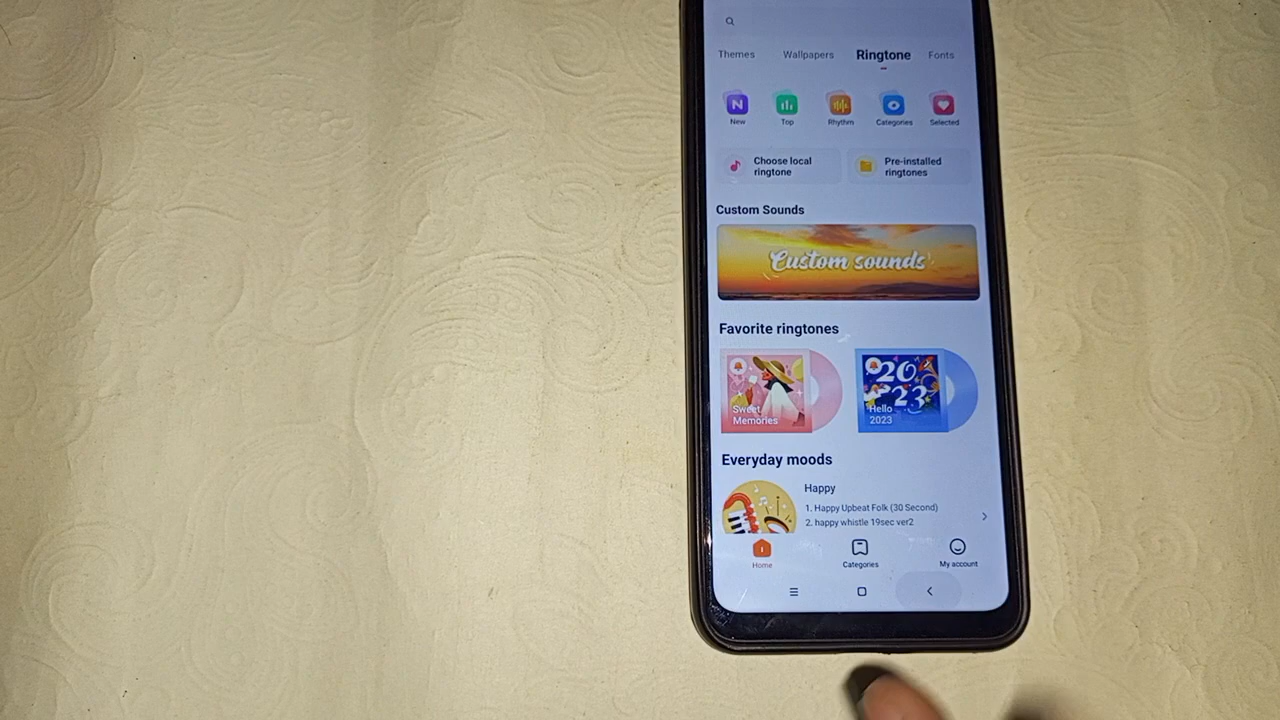 Themes Wallpapers Ringtone Fonts
N
New Top Rhythm Categories Selected
Choose local
ringtone
Pre-installed
ringtones
Custom Sounds
Custom sounds
Favorite ringtones
Sweet
Memories
20
23
Hello
2023
Everyday moods
Happy
1. Happy Upbeat Folk (30 Second)
2. happy whistle 19sec ver2
Home Categories My account